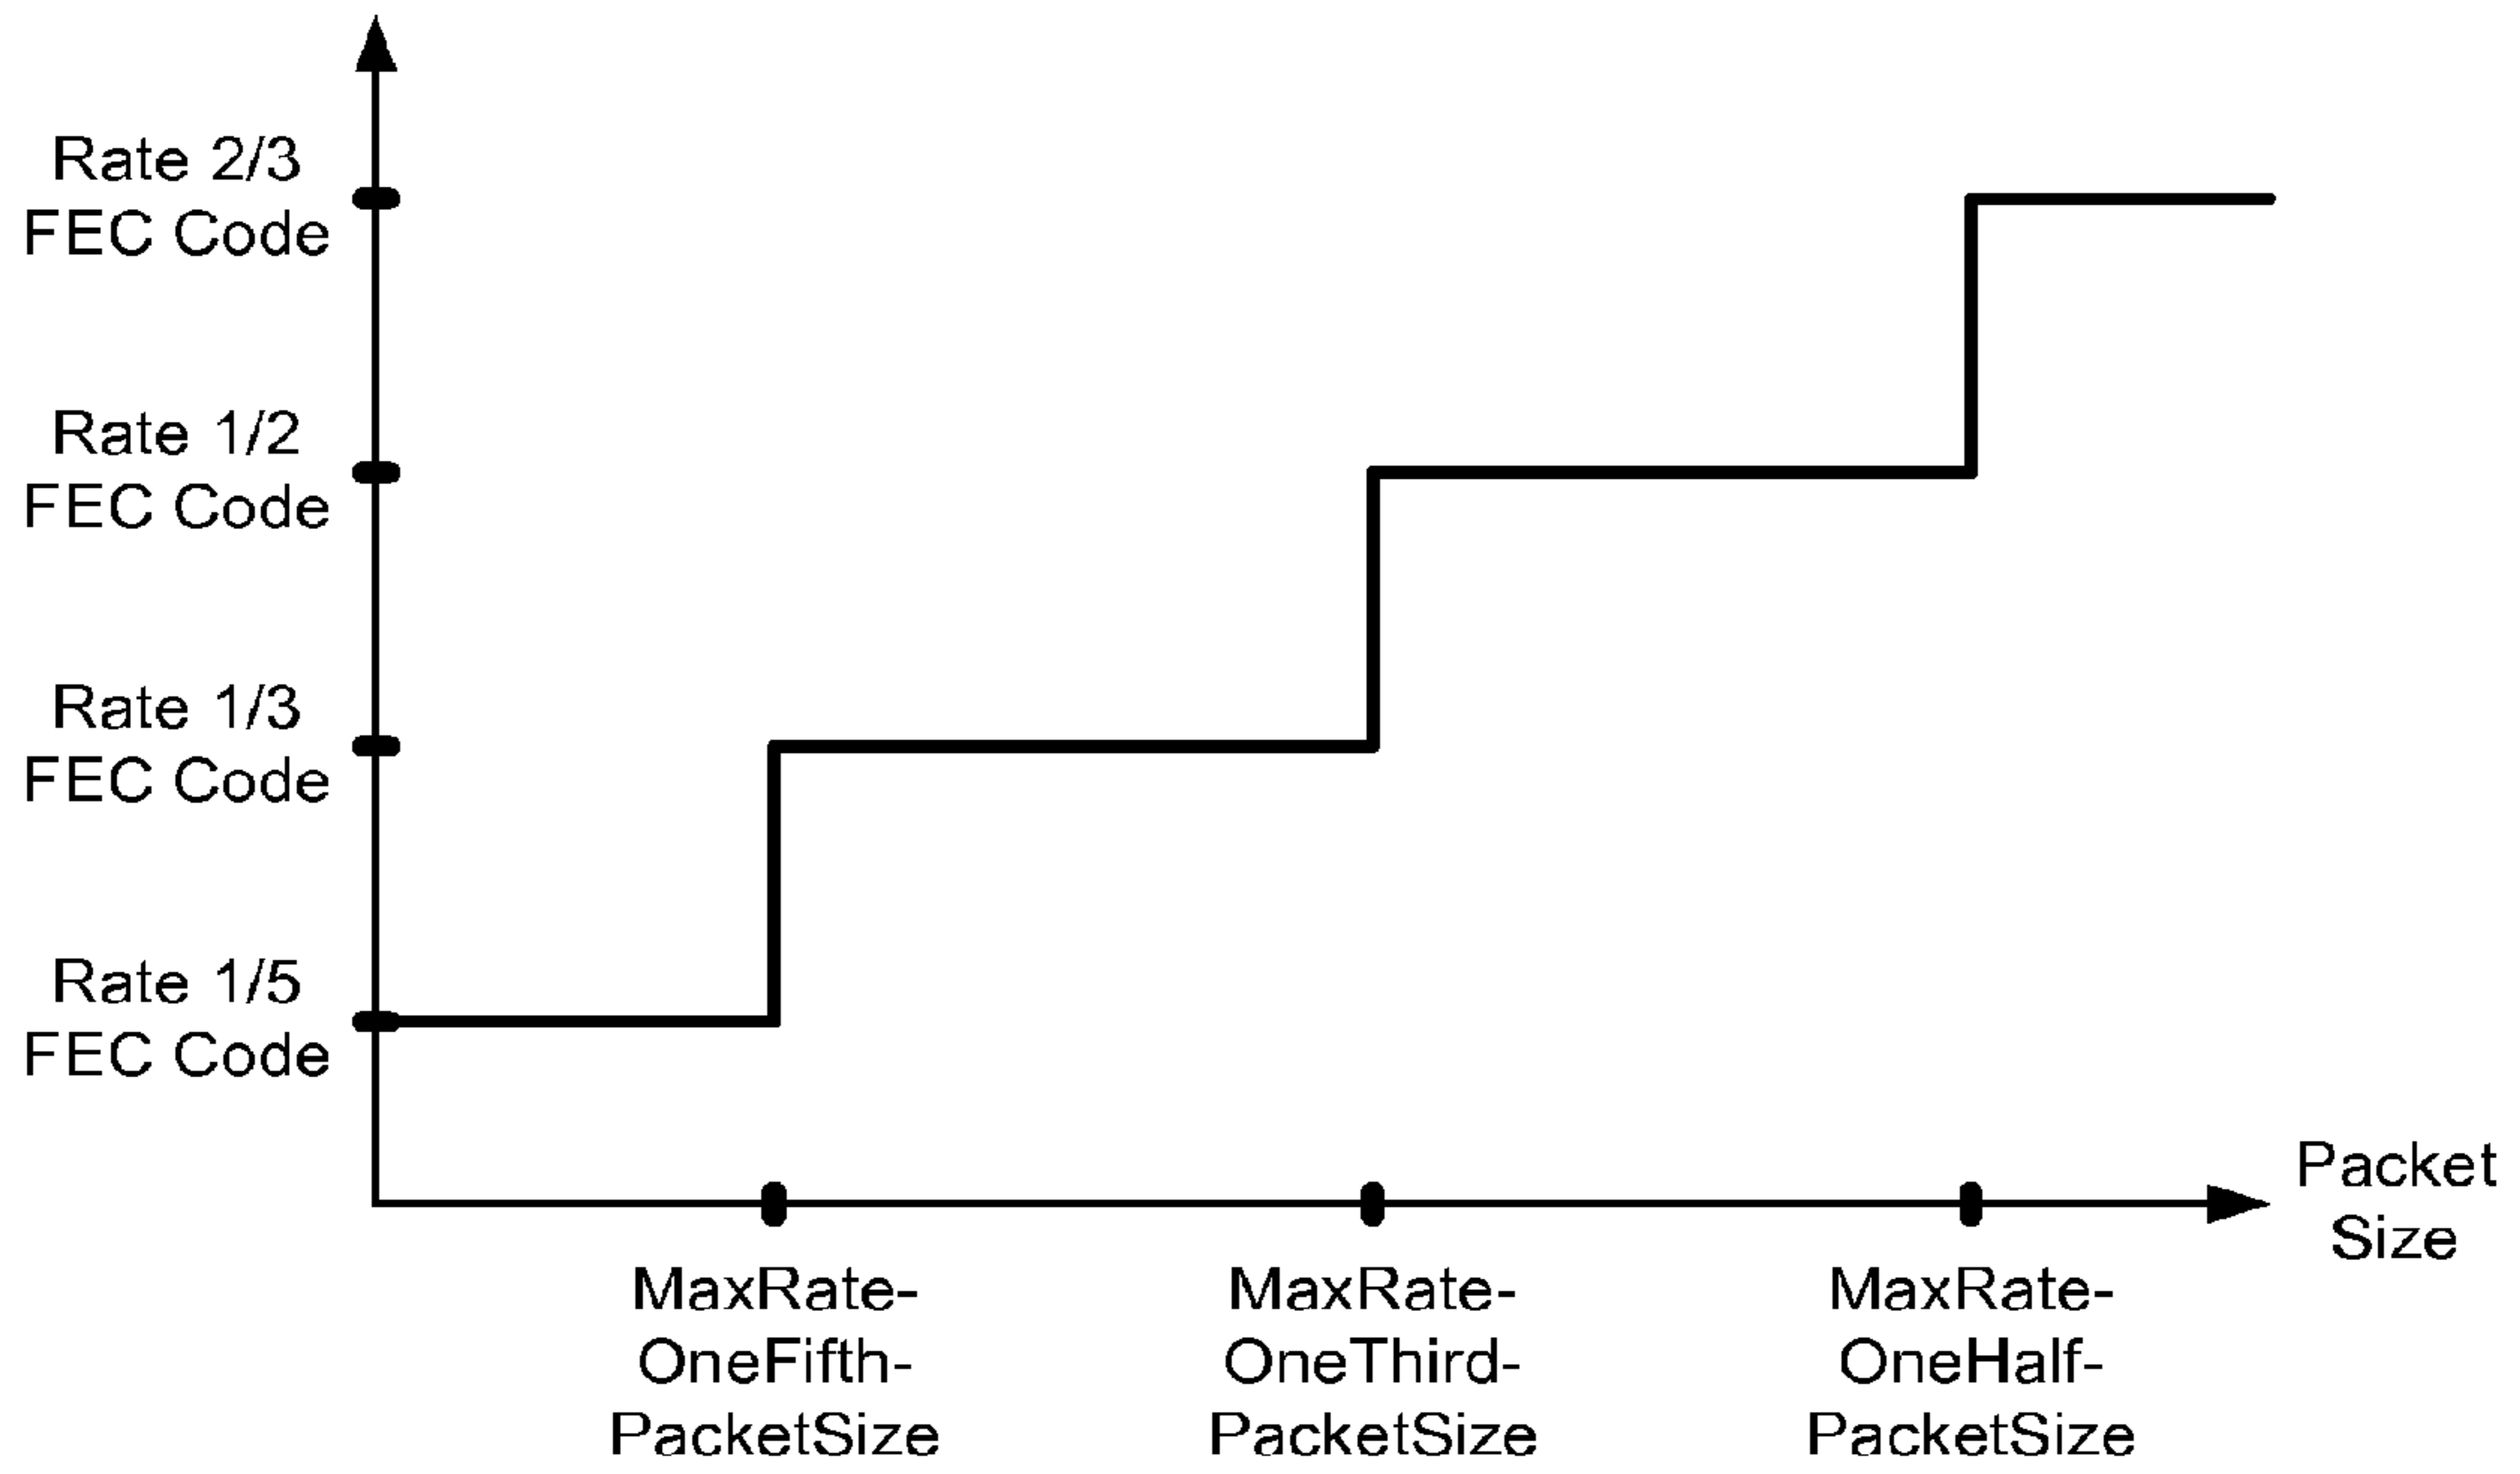 Rate 2/3
FEC Code
Rate 1/2
FEC Code
Rate 1/3
FEC Code
Rate 1/5
FEC Code
Packet
Size
MaxRate-
OneFifth-
PacketSize
MaxRate-
OneThird-
PacketSize
MaxRate-
OneHalf-
PacketSize